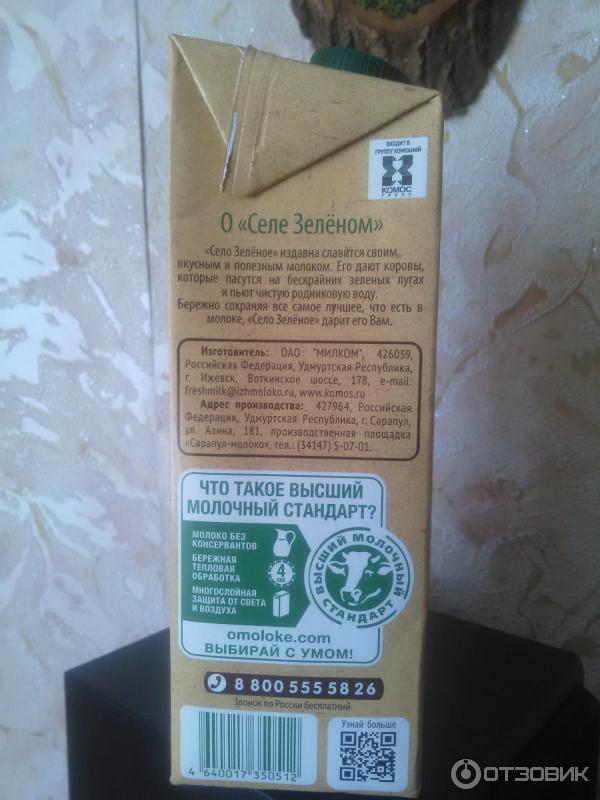 ВХОДИТ В
ГРУППУ КОМПАНИЙ
КОМОС
ГРУПП
О «Селе Зелёном»
«Село Зелёное» издавна славится своим
вкусным и полезным молоком. Его дают коровы,
которые пасутся на бескрайних зеленых лугах
и пьют чистую родниковую воду.
Бережно сохраняя все самое лучшее, что есть в
молоке, «Село Зелёное» дарит его Вам.
Изготовитель: ОАО "МИЛКОМ", 426039,
Российская Федерация, Удмуртская Республика,
г. Ижевск, Воткинское шоссе, 178, e-mail:
freshmilk@izhmoloko.ru, www.komos.ru
Адрес производства: 427964, Российская
Федерация, Удмуртская Республика, г. Сарапул,
ул. Азина, 181, производственная площадка
«Сарапул-молоко», тел.: (34147) 5-07-01.
ЧТО ТАКОЕ ВЫСШИЙ
МОЛОЧНЫЙ СТАНДАРТ?
МОЛОКО БЕЗ
КОНСЕРВАНТОВ
БЕРЕЖНАЯ
ТЕПЛОВАЯ
ОБРАБОТКА
4
СЕК
МНОГОСЛОЙНАЯ
ЗАЩИТА ОТ СВЕТА
И ВОЗДУХА
ВЫСШИЙ МОЛОЧНЫЙ
СТАНДАРТ
omoloke.com
ВЫБИРАЙ С УМОМ!
8 800 555 58 26
Звонок по России бесплатный
4 640017 350512
Узнай больше
ОТЗОВИК